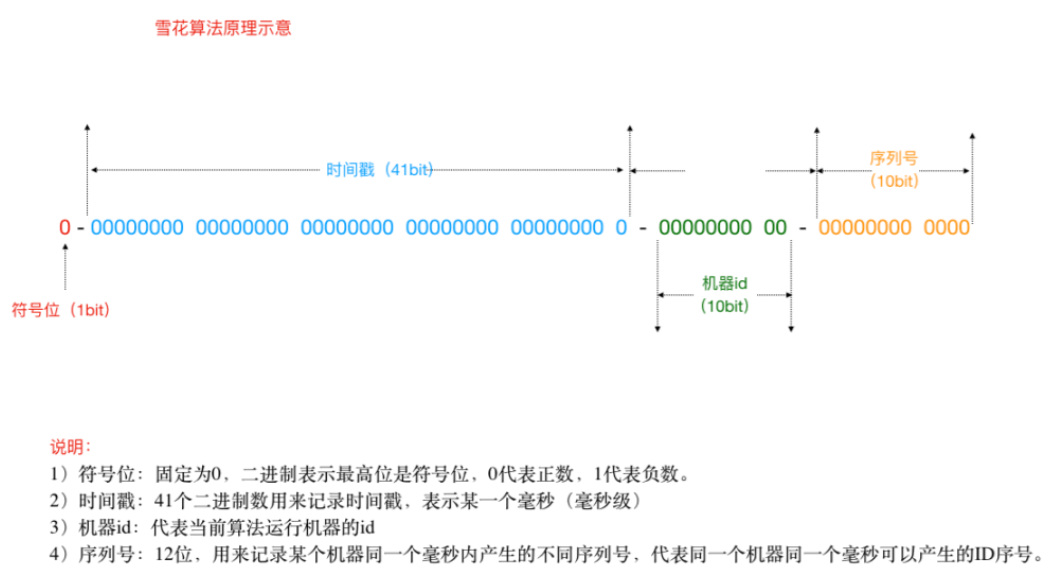 雪花算法原理示意
时间戳（41bit）
序列号
（10bit）
0 - 00000000 00000000 00000000 00000000 00000000 0 - 00000000 00 - 00000000 0000
机器id
（10bit）
符号位（1bit）
说明：
1）符号位：固定为0，二进制表示最高位是符号位，0代表正数，1代表负数。
2）时间戳：41个二进制数用来记录时间戳，表示某一个毫秒（毫秒级）
3）机器id：代表当前算法运行机器的id
4）序列号：12位，用来记录某个机器同一个毫秒内产生的不同序列号，代表同一个机器同一个毫秒可以产生的ID序号。